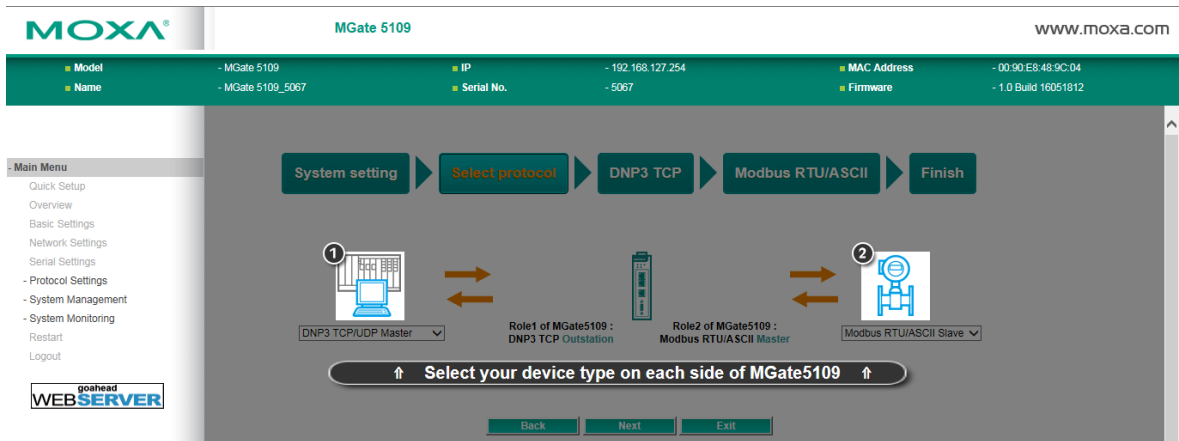 MOXA®
MGate 5109
www.moxa.com
Model - MGate 5109 IP - 192.168.127.254 MAC Address - 00:90:E8:48:9C:04
Name - MGate 5109_5067 Serial No. - 5067 Firmware - 1.0 Build 16051812
- Main Menu
Quick Setup
Overview
Basic Settings
Network Settings
Serial Settings
- Protocol Settings
- System Management
- System Monitoring
Restart
Logout
goahead
WEBSERVER
System setting Select protocol DNP3 TCP Modbus RTU/ASCII Finish
1 2
DNP3 TCP/UDP Master
Role1 of MGate5109 :
DNP3 TCP Outstation
Role2 of MGate5109 :
Modbus RTU/ASCII Master
Modbus RTU/ASCII Slave
⇑ Select your device type on each side of MGate5109 ⇑
Back Next Exit